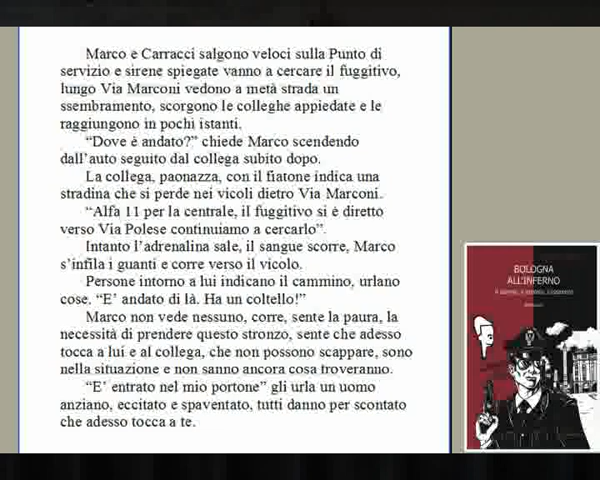 Marco e Carracci salgono veloci sulla Punto di
servizio e sirene spiegate vanno a cercare il fuggitivo,
lungo Via Marconi vedono a metà strada un
ssembramento, scorgono le colleghe appiedate e le
raggiungono in pochi istanti.
“Dove è andato?” chiede Marco scendendo
dall’auto seguito dal collega subito dopo.
La collega, paonazza, con il fiatone indica una
stradina che si perde nei vicoli dietro Via Marconi.
“Alfa 11 per la centrale, il fuggitivo si è diretto
verso Via Polese continuiamo a cercarlo”.
Intanto l’adrenalina sale, il sangue scorre, Marco
s’infila i guanti e corre verso il vicolo.
Persone intorno a lui indicano il cammino, urlano
cose. “E’ andato di là. Ha un coltello!”
Marco non vede nessuno, corre, sente la paura, la
necessità di prendere questo stronzo, sente che adesso
tocca a lui e al collega, che non possono scappare, sono
nella situazione e non sanno ancora cosa troveranno.
“E’ entrato nel mio portone” gli urla un uomo
anziano, eccitato e spaventato, tutti danno per scontato
che adesso tocca a te.
BOLOGNA
ALL’INFERNO